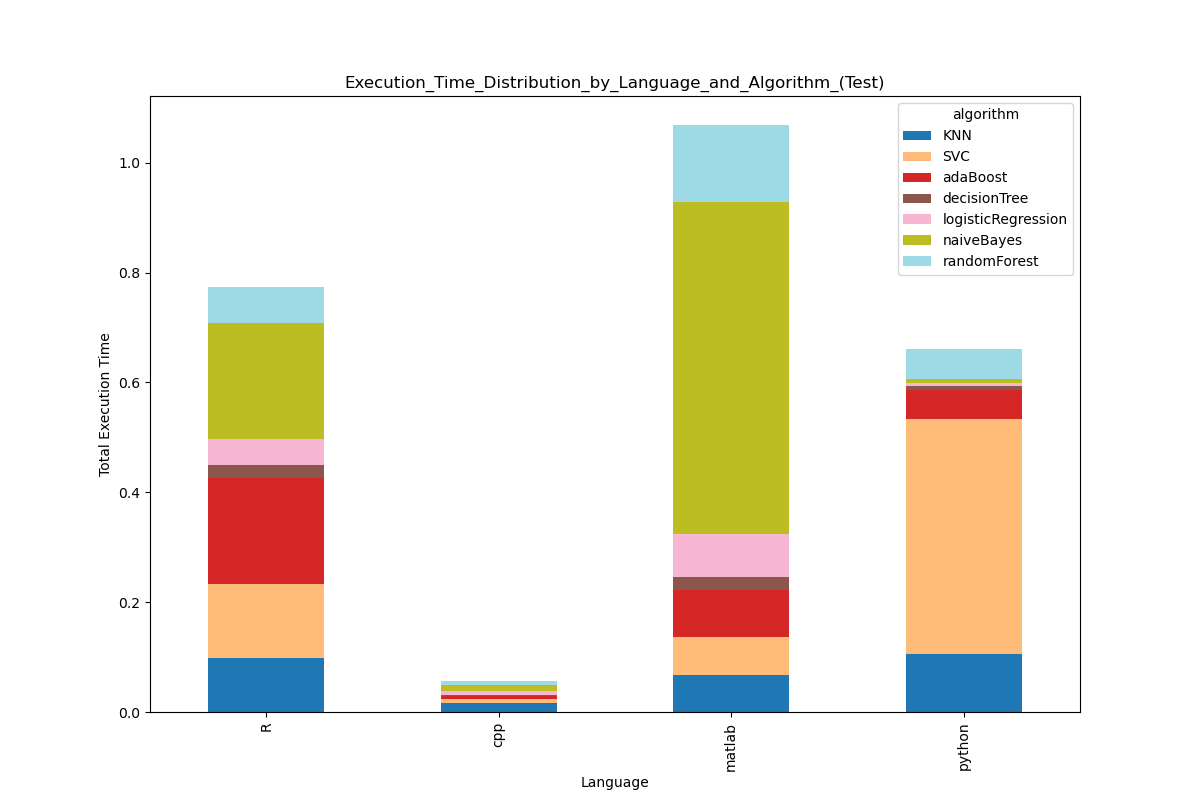 Execution_Time_Distribution_by_Language_and_Algorithm_(Test)
algorithm
KNN
SVC
adaBoost
decisionTree
logisticRegression
naiveBayes
randomForest
Total Execution Time
1.0
0.8
0.6
0.4
0.2
0.0
R
cpp
matlab
python
Language